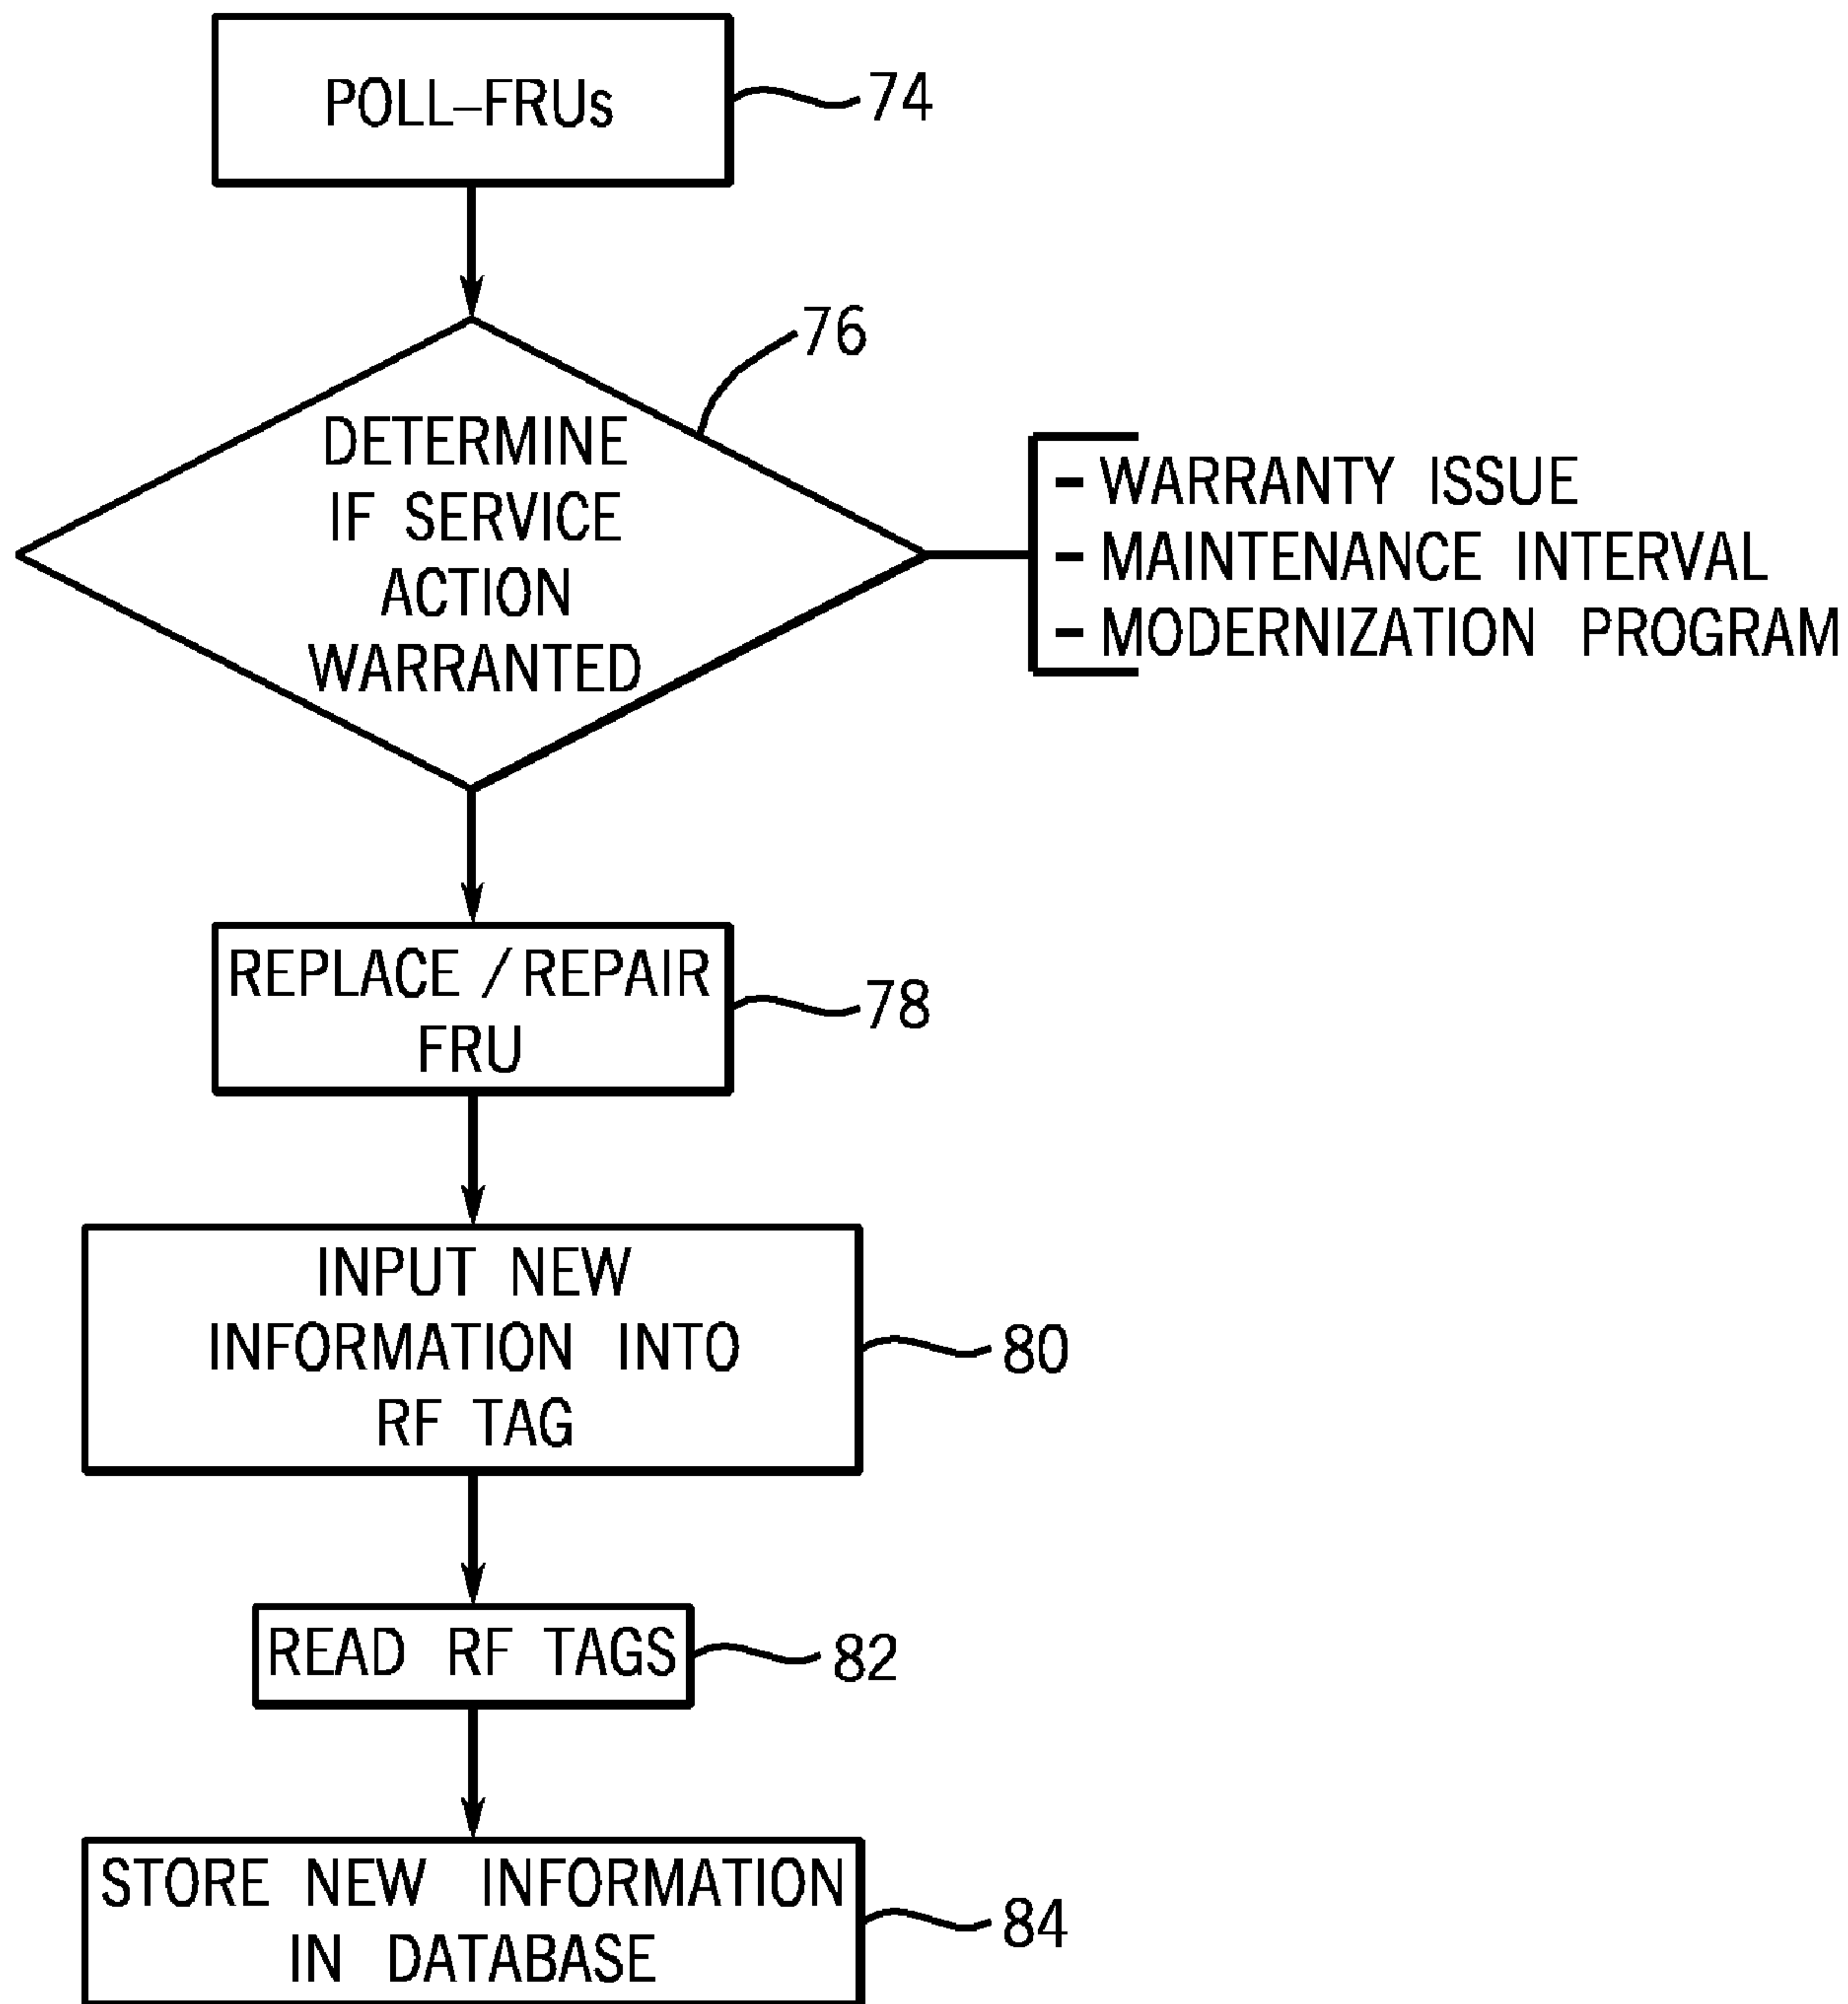 POLL-FRUs
74
76
DETERMINE
IF SERVICE
ACTION
WARRANTED
- WARRANTY ISSUE
- MAINTENANCE INTERVAL
- MODERNIZATION PROGRAM
REPLACE/REPAIR
FRU
78
INPUT NEW
INFORMATION INTO
RF TAG
80
READ RF TAGS
82
STORE NEW INFORMATION
IN DATABASE
84